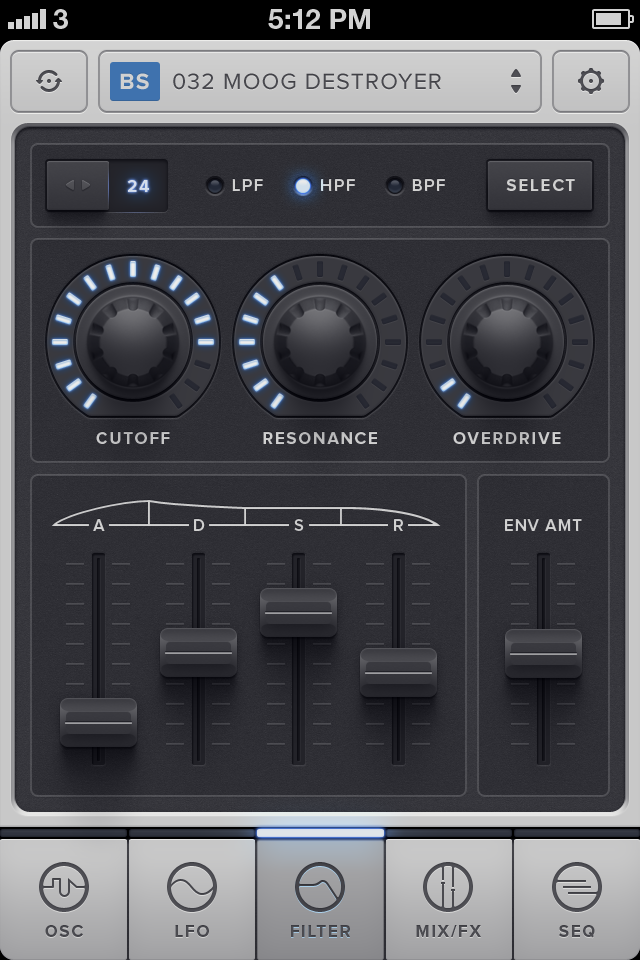 3 5:12 PM
BS 032 MOOG DESTROYER
24 LPF HPF BPF SELECT
CUTOFF RESONANCE OVERDRIVE
A D S R ENV AMT
OSC LFO FILTER MIX/FX SEQ